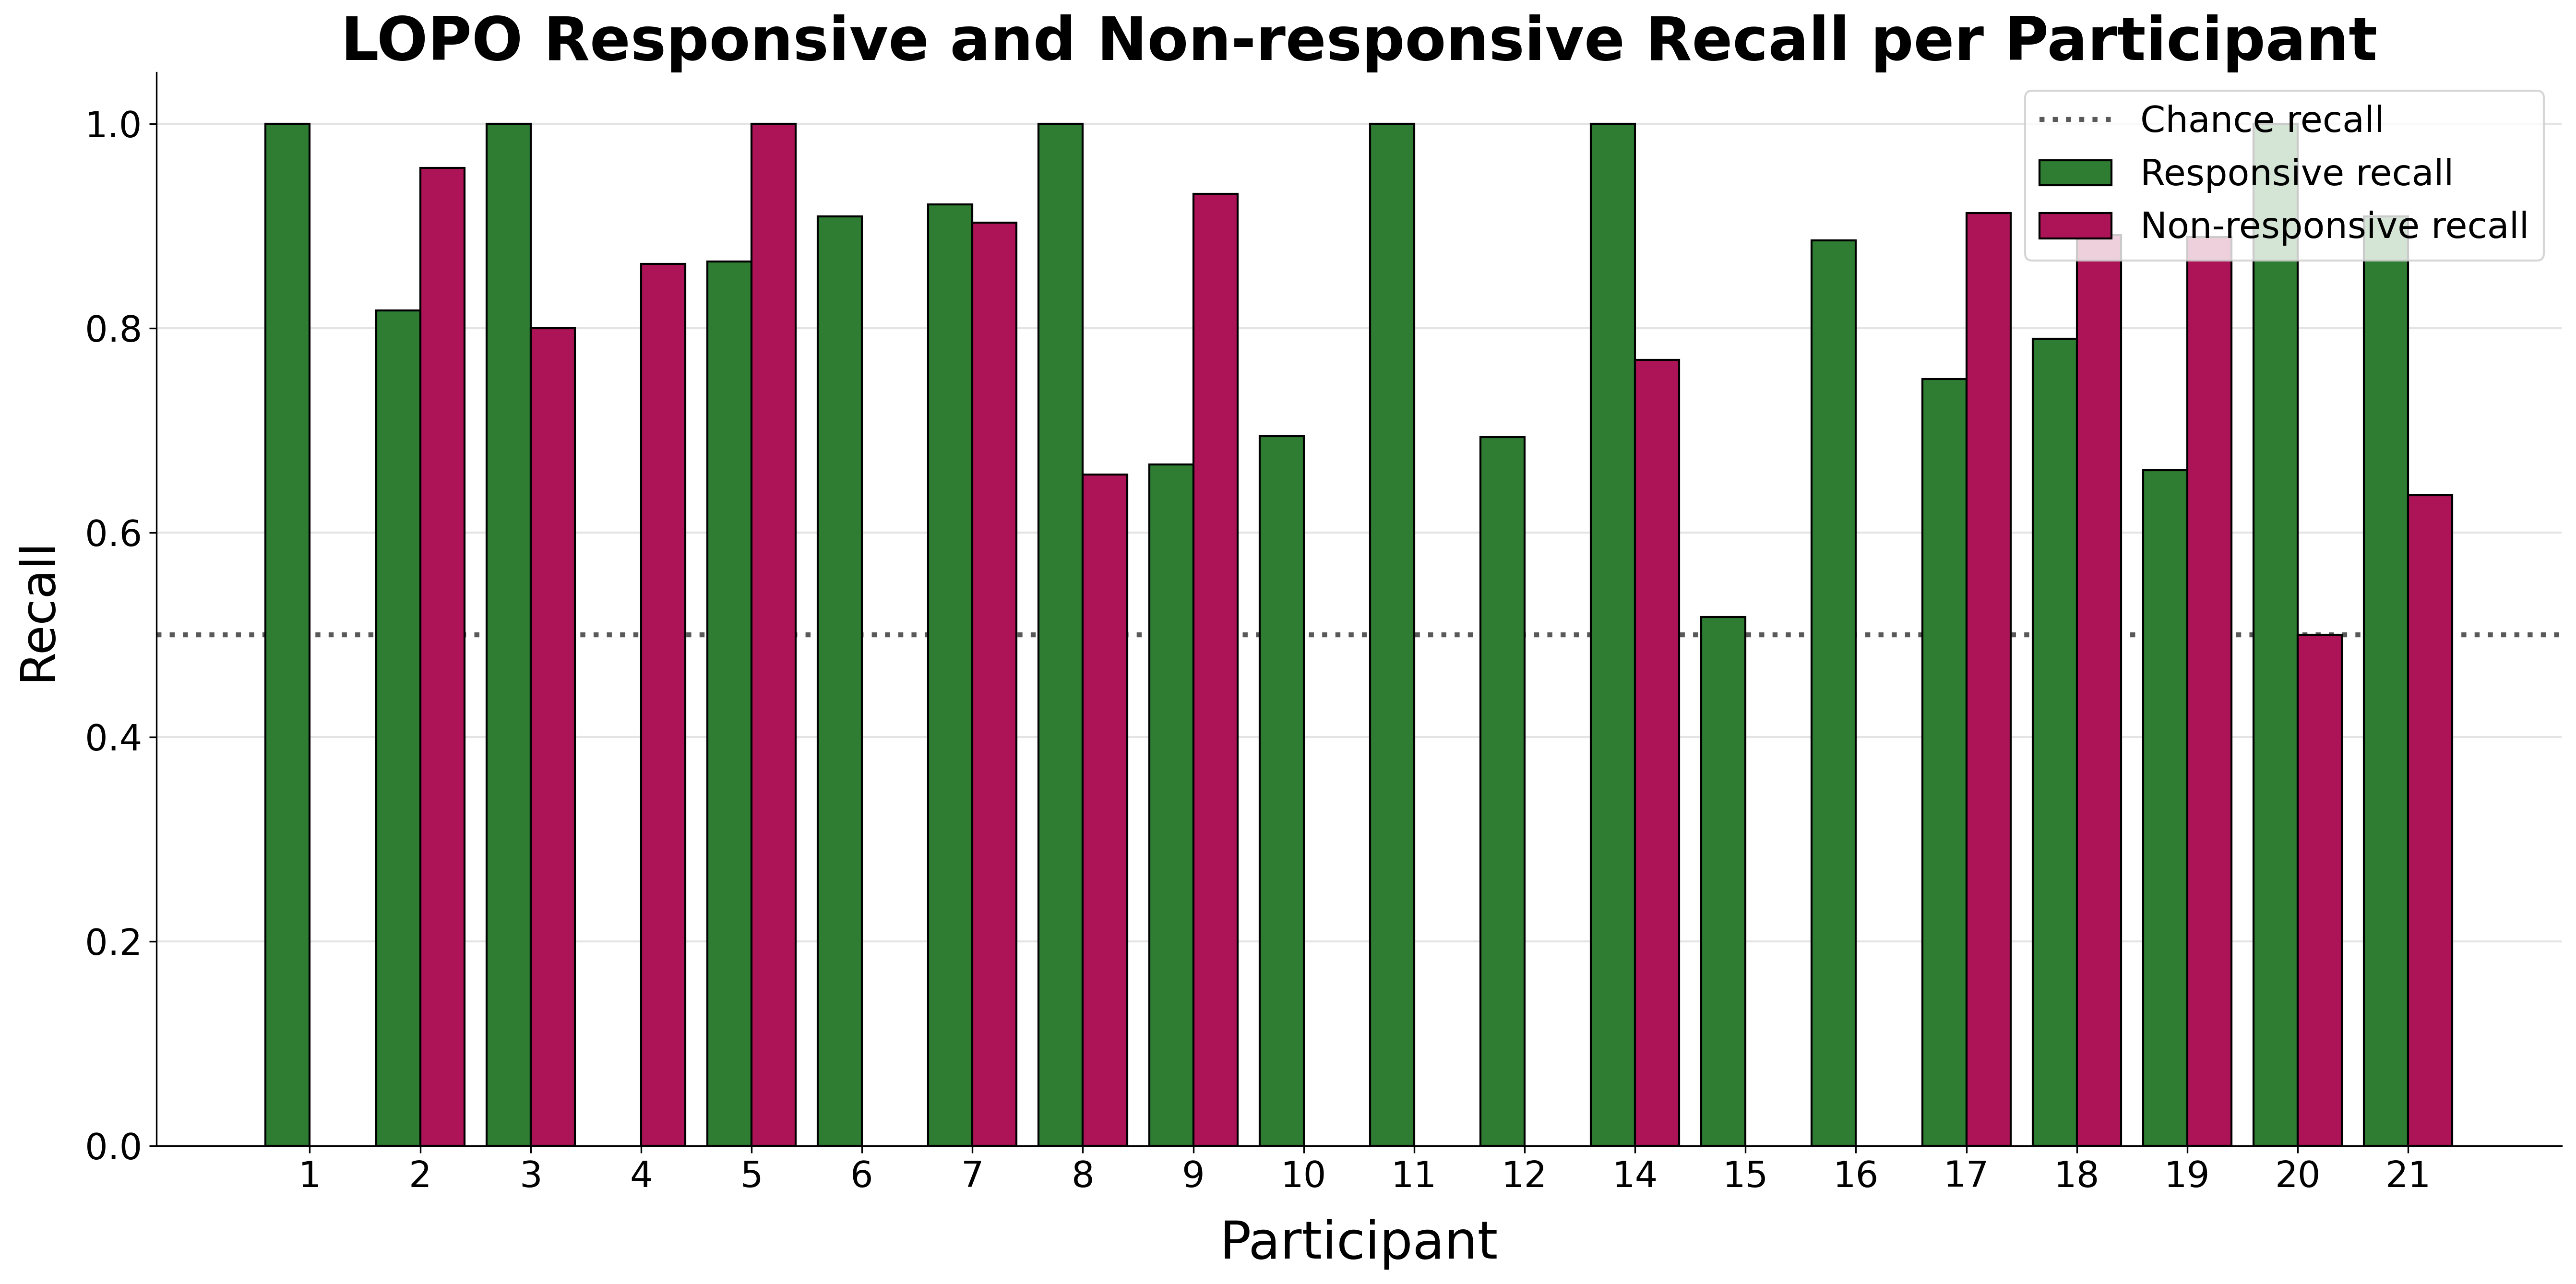 LOPO Responsive and Non-responsive Recall per Participant
Chance recall
Responsive recall
Non-responsive recall
1.0
0.8
0.6
0.4
0.2
0.0
Recall
1 2 3 4 5 6 7 8 9 10 11 12 14 15 16 17 18 19 20 21
Participant